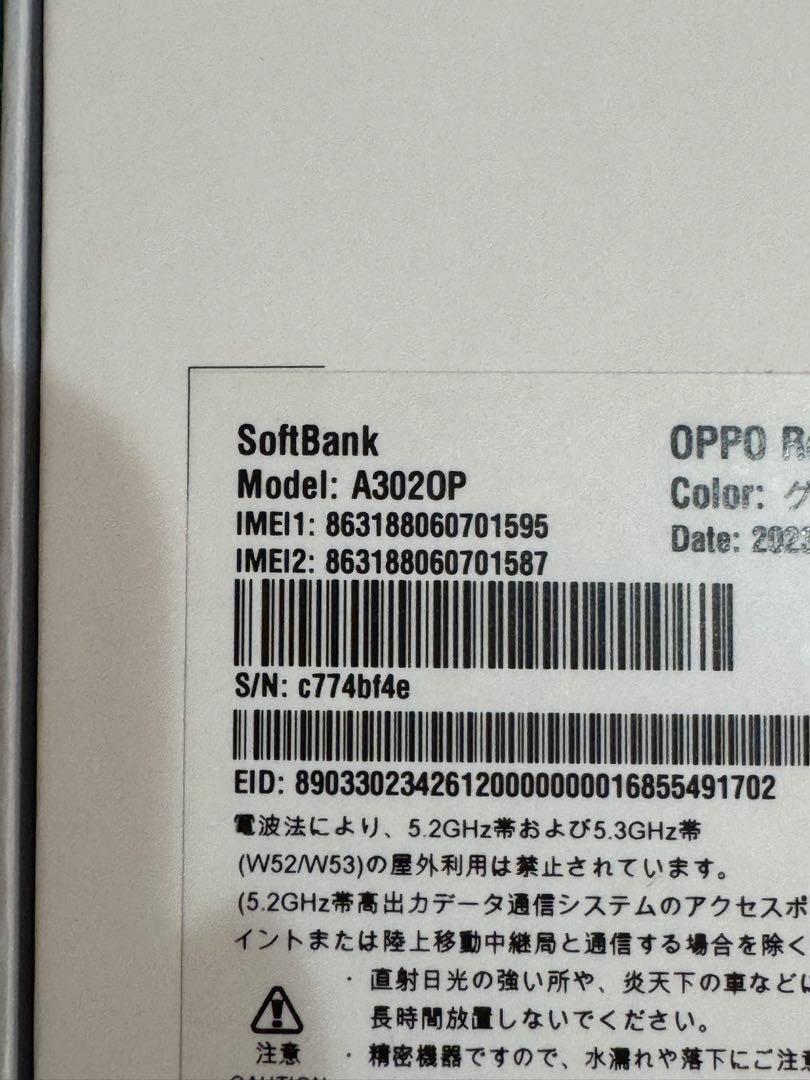 SoftBank
Model: A302OP
IMEI1: 863188060701595
IMEI2: 863188060701587
OPPO
Color:
Date: 2023
S/N: c774bf4e
EID: 89033023426120000000016855491702
電波法により、5.2GHz帯および5.3GHz帯
(W52/W53)の屋外利用は禁止されています。
(5.2GHz帯高出力データ通信システムのアクセスポ
イントまたは陸上移動中継局と通信する場合を除く
・ 直射日光の強い所や、炎天下の車などに
長時間放置しないでください。
注意
・ 精密機器ですので、水濡れや落下にご注意
CAUTION